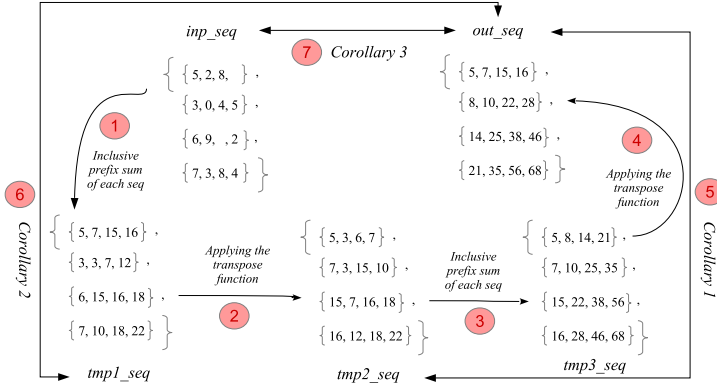 inp_seq
out_seq
7
Corollary 3
{ { 5, 2, 8, } ,
{ 3, 0, 4, 5 } ,
{ 6, 9, , 2 } ,
{ 7, 3, 8, 4 } }
{ { 5, 7, 15, 16 } ,
{ 8, 10, 22, 28 } ,
{ 14, 25, 38, 46 } ,
{ 21, 35, 56, 68 } }
1
Inclusive
prefix sum
of each seq
4
Applying the
transpose
function
6
Corollary 2
5
Corollary 1
{ { 5, 7, 15, 16 } ,
{ 3, 3, 7, 12 } ,
{ 6, 15, 16, 18 } ,
{ 7, 10, 18, 22 } }
tmp1_seq
Applying the
transpose
function
2
{ { 5, 3, 6, 7 } ,
{ 7, 3, 15, 10 } ,
{ 15, 7, 16, 18 } ,
{ 16, 12, 18, 22 } }
tmp2_seq
Inclusive
prefix sum
of each seq
3
{ { 5, 8, 14, 21 } ,
{ 7, 10, 25, 35 } ,
{ 15, 22, 38, 56 } ,
{ 16, 28, 46, 68 } }
tmp3_seq